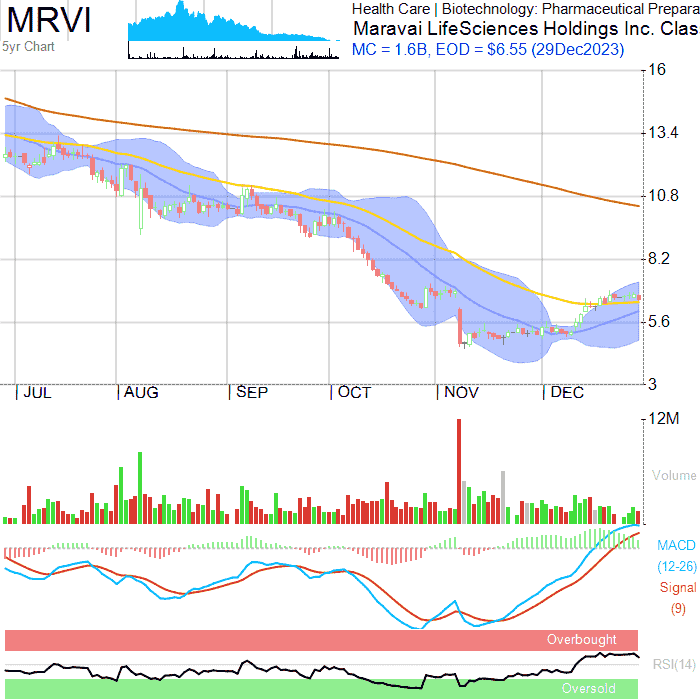 MRVI
5yr Chart
Health Care | Biotechnology: Pharmaceutical Prepara
Maravai LifeSciences Holdings Inc. Clas
MC = 1.6B, EOD = $6.55 (29Dec2023)
16
13.4
10.8
8.2
5.6
3
JUL AUG SEP OCT NOV DEC
12M
Volume
MACD
(12-26)
Signal
(9)
Overbought
RSI(14)
Oversold